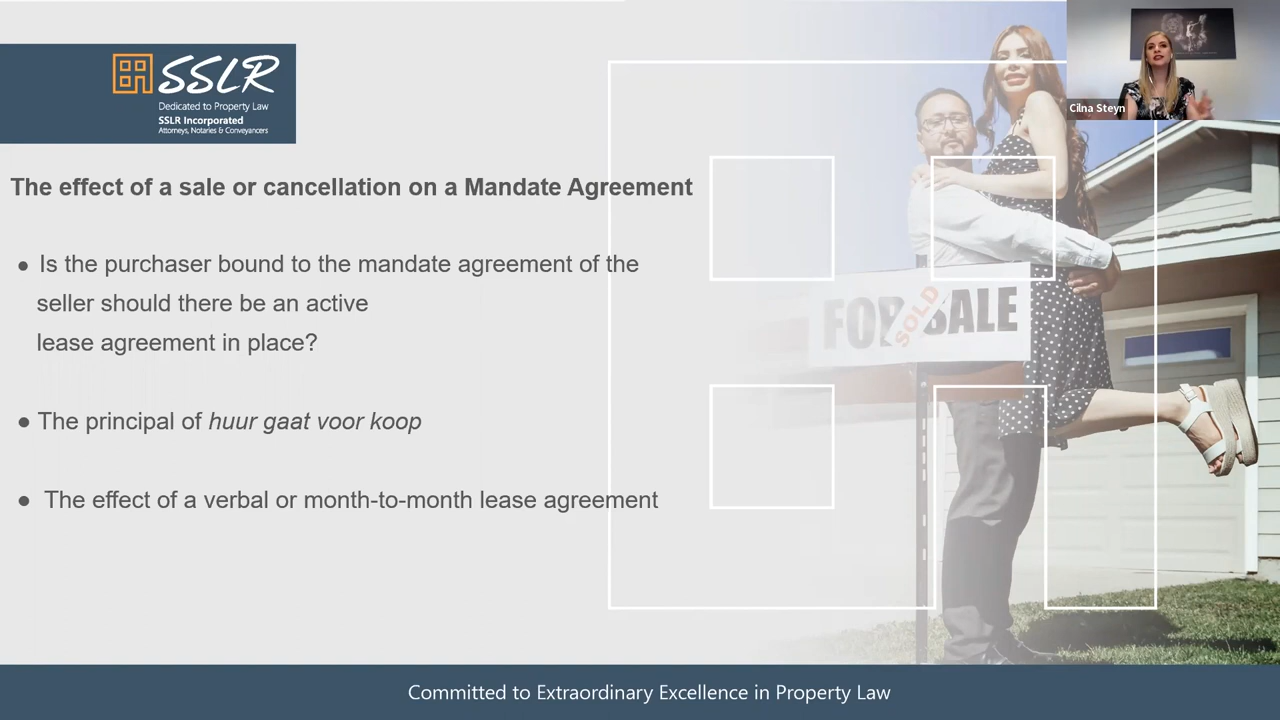 SSLR
Dedicated to Property Law
SSLR Incorporated
Attorneys, Notaries & Conveyancers
Cilna Steyn
The effect of a sale or cancellation on a Mandate Agreement
● Is the purchaser bound to the mandate agreement of the
seller should there be an active
lease agreement in place?
● The principal of huur gaat voor koop
● The effect of a verbal or month-to-month lease agreement
FOR SALE
SOLD
Committed to Extraordinary Excellence in Property Law